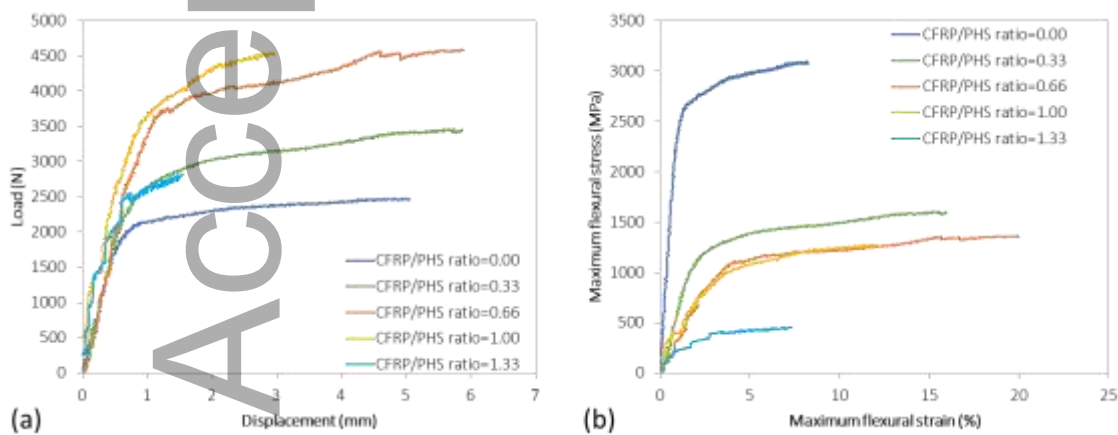 Accep
5000
4500
4000
3500
3000
2500
2000
1500
1000
500
0
Load (N)
0 1 2 3 4 5 6 7
Displacement (mm)
CFRP/PHS ratio=0.00
CFRP/PHS ratio=0.33
CFRP/PHS ratio=0.66
CFRP/PHS ratio=1.00
CFRP/PHS ratio=1.33
(a)
3500
3000
2500
2000
1500
1000
500
0
Maximum flexural stress (MPa)
0 5 10 15 20 25
Maximum flexural strain (%)
CFRP/PHS ratio=0.00
CFRP/PHS ratio=0.33
CFRP/PHS ratio=0.66
CFRP/PHS ratio=1.00
CFRP/PHS ratio=1.33
(b)